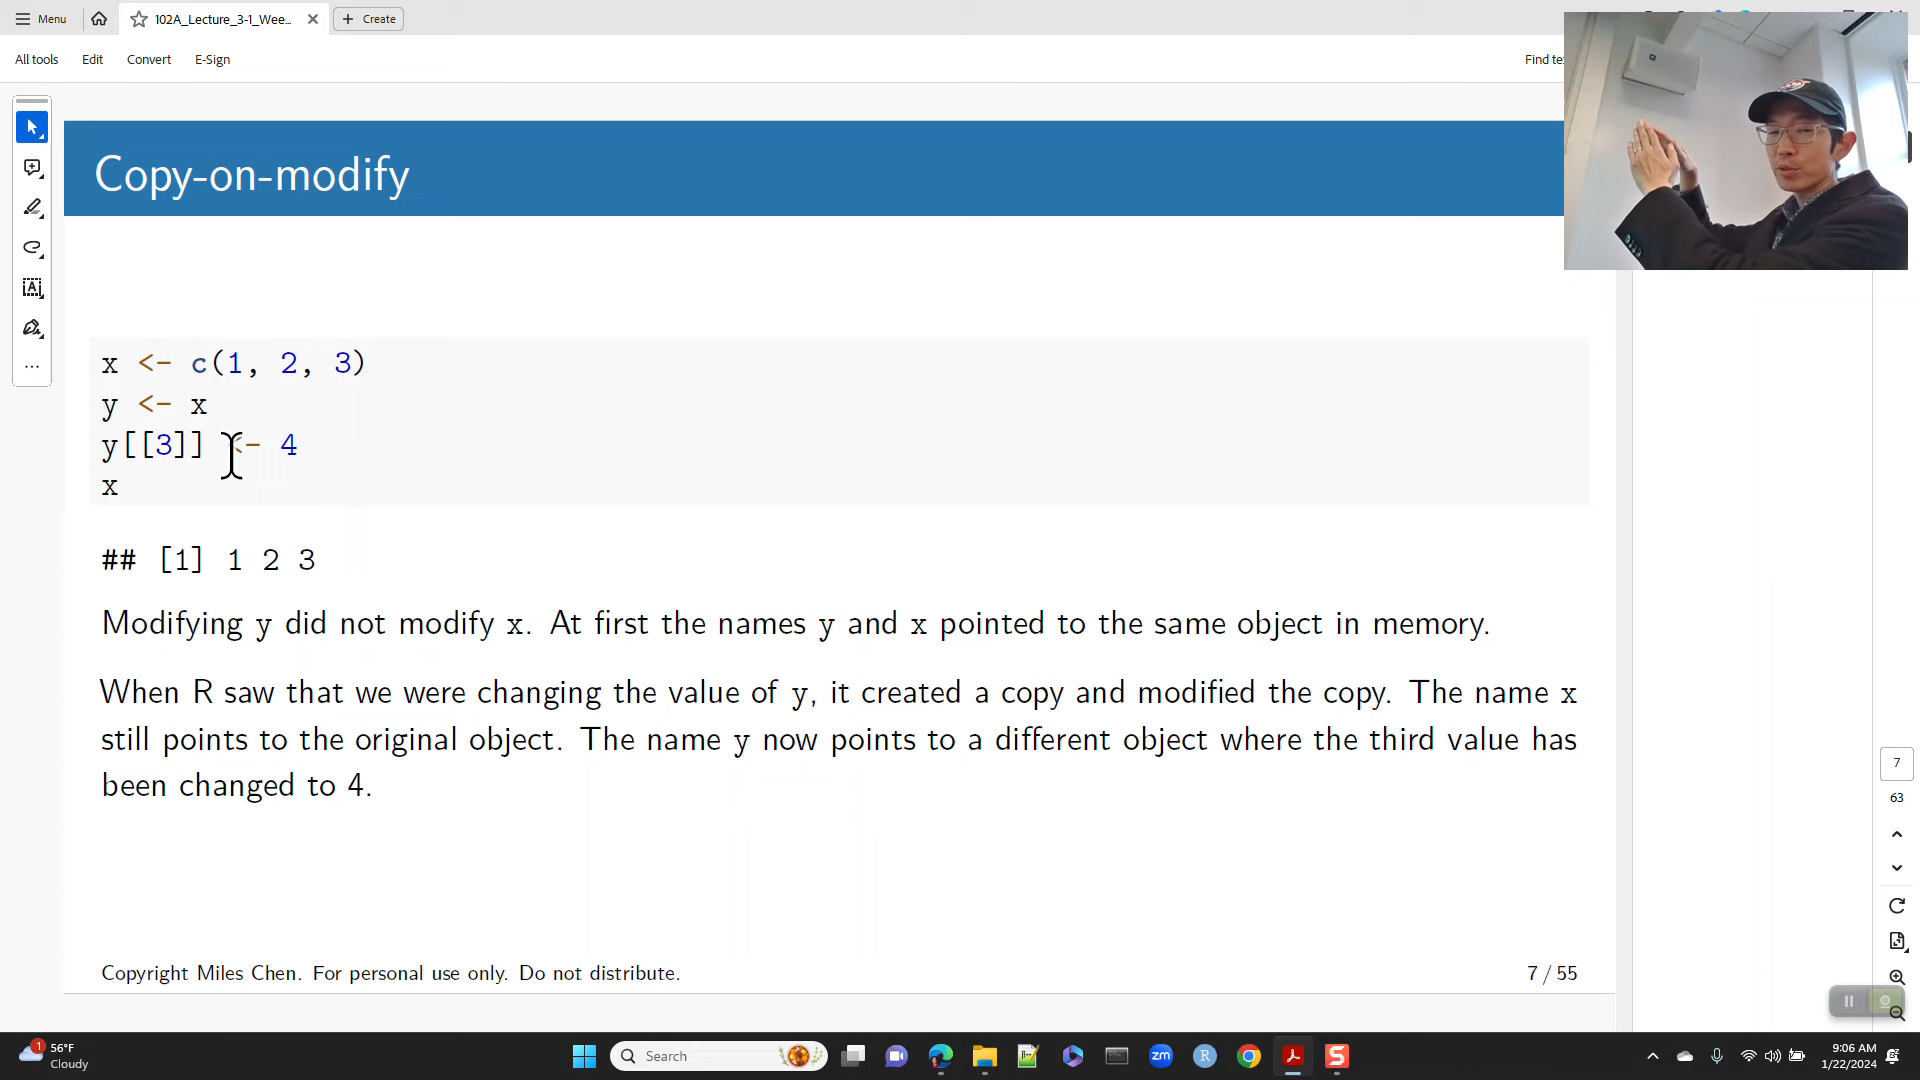 Menu
102A_Lecture_3-1_Wee...
Create
All tools
Edit
Convert
E-Sign
Find te
Copy-on-modify
x <- c(1, 2, 3)
y <- x
y[[3]] <- 4
x
## [1] 1 2 3
Modifying y did not modify x. At first the names y and x pointed to the same object in memory.
When R saw that we were changing the value of y, it created a copy and modified the copy. The name x
still points to the original object. The name y now points to a different object where the third value has
been changed to 4.
Copyright Miles Chen. For personal use only. Do not distribute.
7 / 55
7
63
1
56°F
Cloudy
Search
zm
R
S
9:06 AM
1/22/2024